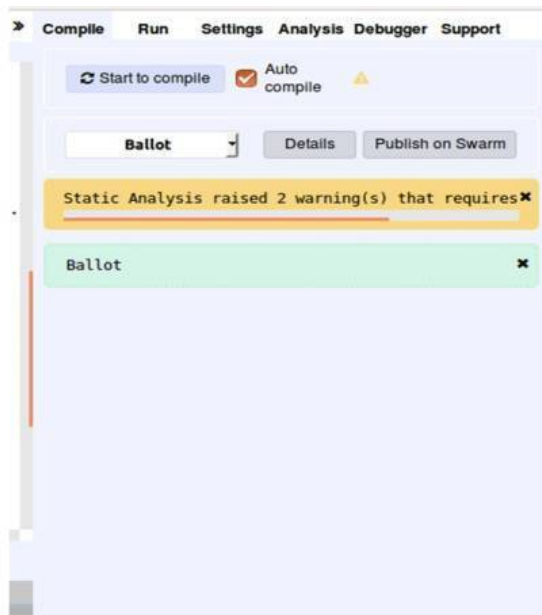 » Compile Run Settings Analysis Debugger Support
Start to compile Auto compile
Ballot Details Publish on Swarm
Static Analysis raised 2 warning(s) that requires ✖
Ballot ✖